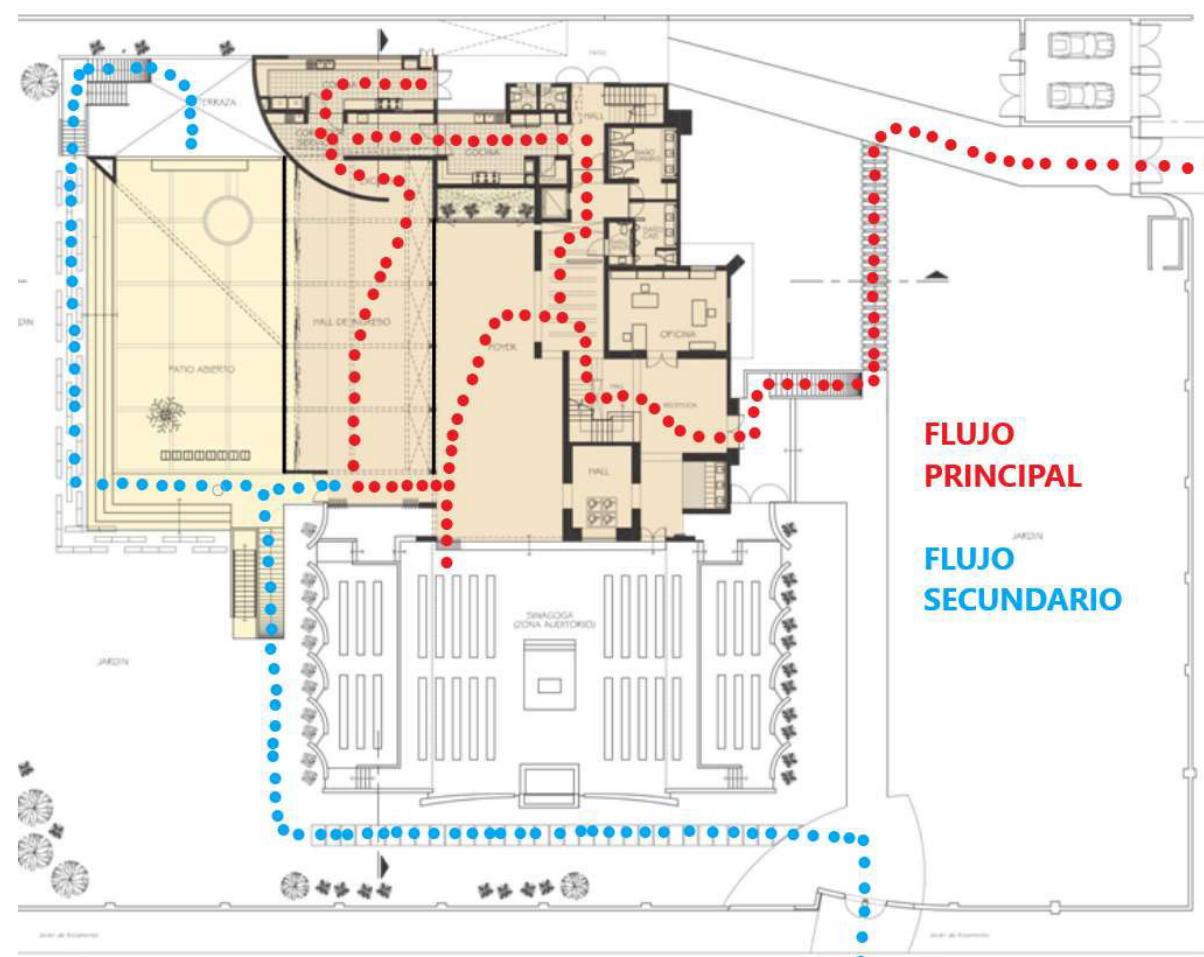 TERRAZA
HALL
COCINA
HALL DE INGRESO
FOYER
OFICINA
PATIO ABIERTO
HALL
RECEPCION
HALL
FLUJO
PRINCIPAL
FLUJO
SECUNDARIO
JARDIN
SINAGOGA
(ZONA AUDITORIO)
JARDIN